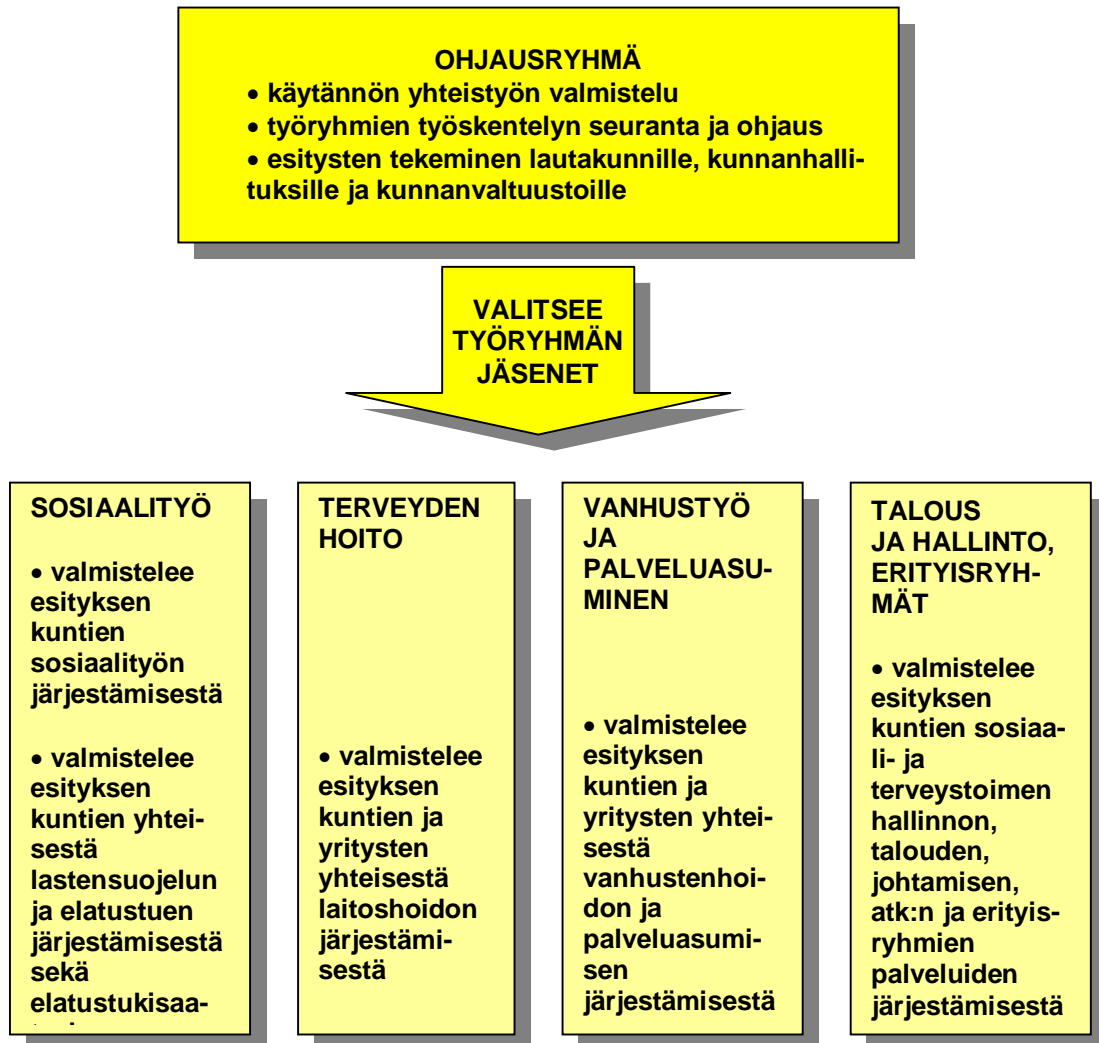 OHJAUSRYHMÄ
• käytännön yhteistyön valmistelu
• työryhmien työskentelyn seuranta ja ohjaus
• esitysten tekeminen lautakunnille, kunnanhalli-
tuksille ja kunnanvaltuustoille
VALITSEE
TYÖRYHMÄN
JÄSENET
SOSIAALITYÖ
• valmistelee
esityksen
kuntien
sosiaalityön
järjestämisestä
• valmistelee
esityksen
kuntien yhtei-
sestä
lastensuojelun
ja elatustuen
järjestämisestä
sekä
elatustukisaa-
TERVEYDEN
HOITO
• valmistelee
esityksen
kuntien ja
yritysten
yhteisestä
laitoshoidon
järjestämi-
sestä
VANHUSTYÖ
JA
PALVELUASU-
MINEN
• valmistelee
esityksen
kuntien ja
yritysten yhtei-
sestä
vanhustenhoi-
don ja
palveluasumi-
sen
järjestämisestä
TALOUS
JA HALLINTO,
ERITYISRYH-
MÄT
• valmistelee
esityksen
kuntien sosiaa-
li- ja
terveystoimen
hallinnon,
talouden,
johtamisen,
atk:n ja erityis-
ryhmien
palveluiden
järjestämisestä